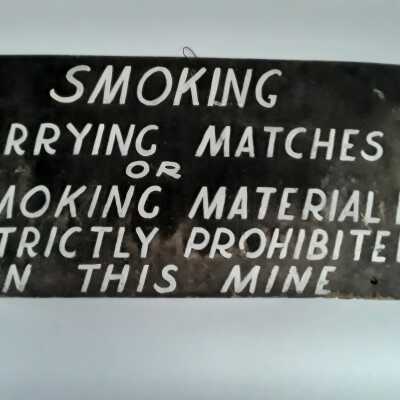 SMOKING
RRYING MATCHES
OR
MOKING MATERIAL
TRICTLY PROHIBITE
N THIS MINE